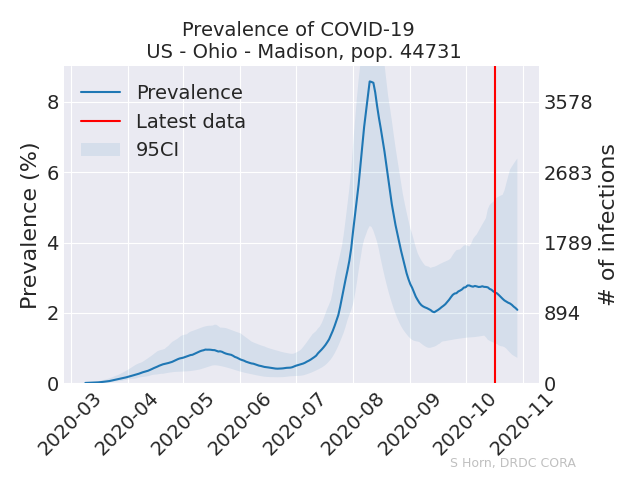 Prevalence of COVID-19
US - Ohio - Madison, pop. 44731
Prevalence
Latest data
95CI
Prevalence (%)
8
6
4
2
0
3578
2683
1789
894
0
# of infections
2020-03
2020-04
2020-05
2020-06
2020-07
2020-08
2020-09
2020-10
2020-11
S Horn, DRDC CORA